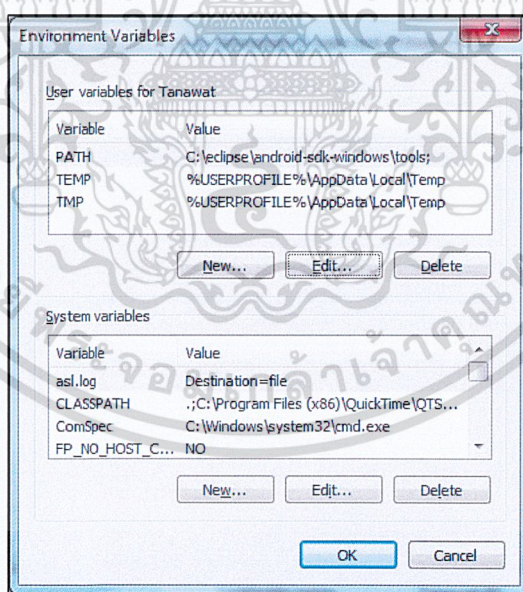 Environment Variables
User variables for Tanawat
Variable Value
PATH C:\eclipse\android-sdk-windows\tools;
TEMP %USERPROFILE%\AppData\Local\Temp
TMP %USERPROFILE%\AppData\Local\Temp
New... Edit... Delete
System variables
Variable Value
asl.log Destination=file
CLASSPATH .;C:\Program Files (x86)\QuickTime\QTS...
ComSpec C:\Windows\system32\cmd.exe
FP_NO_HOST_C... NO
New... Edit... Delete
OK Cancel